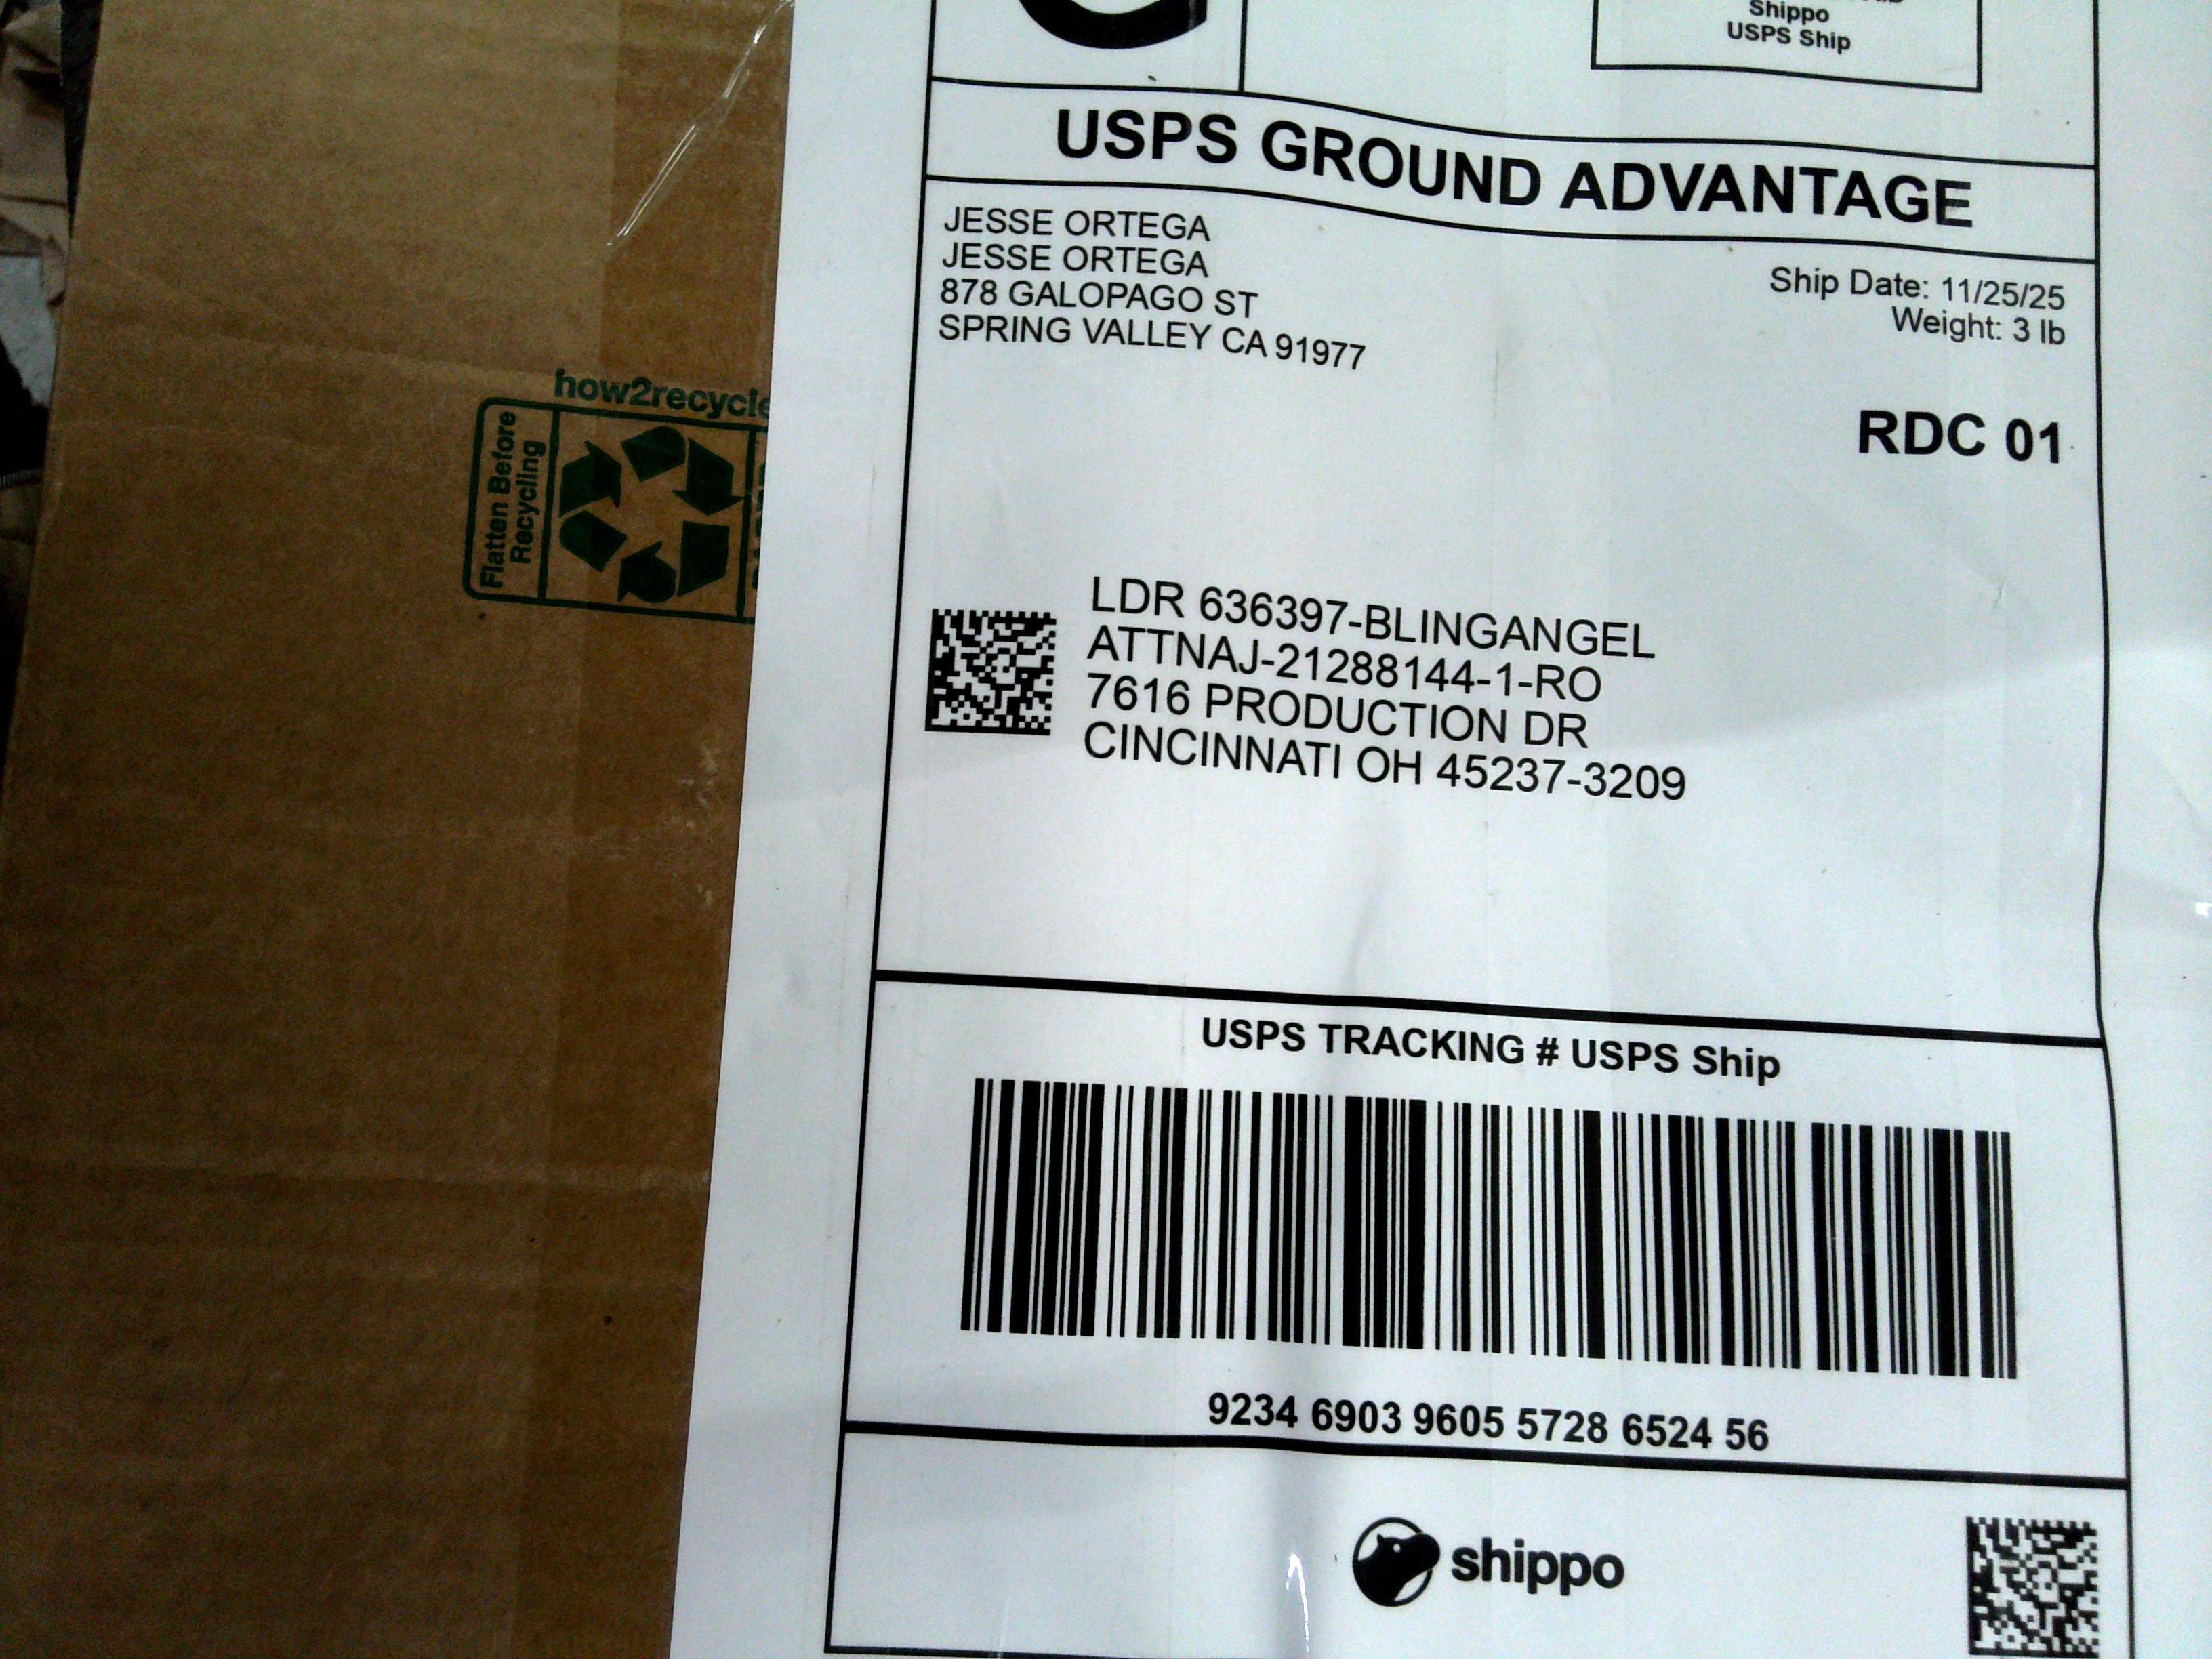 Shippo
USPS Ship
USPS GROUND ADVANTAGE
JESSE ORTEGA
JESSE ORTEGA
878 GALOPAGO ST
SPRING VALLEY CA 91977
Ship Date: 11/25/25
Weight: 3 lb
RDC 01
how2recycle
Flatten Before
Recycling
LDR 636397-BLINGANGEL
ATTNAJ-21288144-1-RO
7616 PRODUCTION DR
CINCINNATI OH 45237-3209
USPS TRACKING # USPS Ship
9234 6903 9605 5728 6524 56
shippo